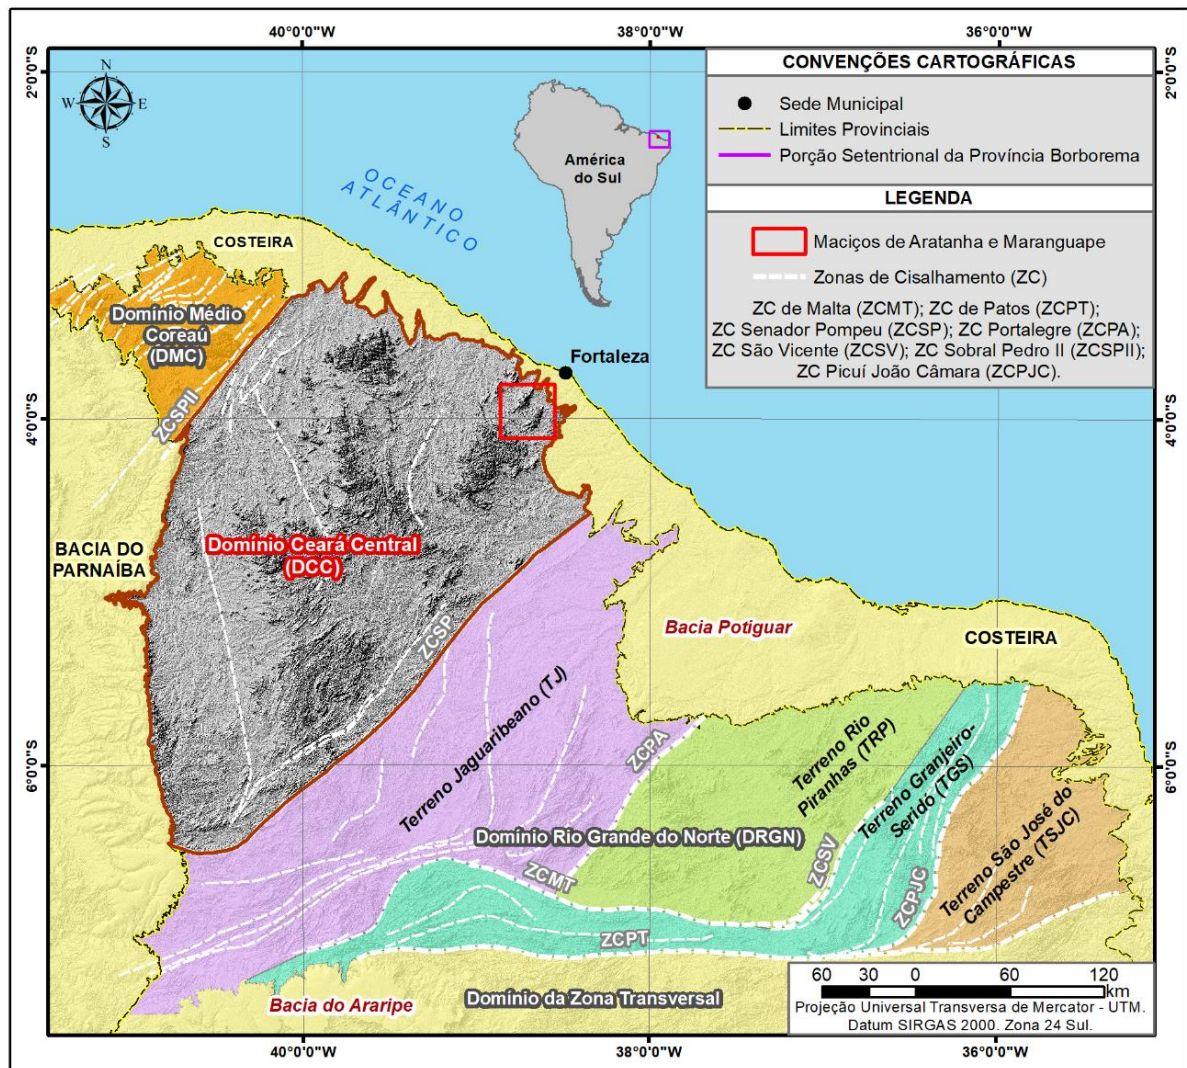 40°0'0"W
38°0'0"W
36°0'0"W
2°0'0"S
2°0'0"S
N
W
E
S
CONVENÇÕES CARTOGRÁFICAS
Sede Municipal
Limites Provinciais
Porção Setentrional da Província Borborema
LEGENDA
Maciços de Aratanha e Maranguape
Zonas de Cisalhamento (ZC)
ZC de Malta (ZCMT); ZC de Patos (ZCPT);
ZC Senador Pompeu (ZCSP); ZC Portalegre (ZCPA);
ZC São Vicente (ZCSV); ZC Sobral Pedro II (ZCSPII);
ZC Picuí João Câmara (ZCPJC).
América
do Sul
OCEANO
ATLÂNTICO
COSTEIRA
Domínio Médio
Coreaú
(DMC)
Fortaleza
ZCSPII
4°0'0"S
4°0'0"S
BACIA DO
PARNAÍBA
Domínio Ceará Central
(DCC)
ZCSP
Bacia Potiguar
COSTEIRA
Terreno Jaguaribeano (TJ)
ZCPA
Terreno Rio
Piranhas (TRP)
Terreno Granjeiro-
Seridó (TGS)
6°0'0"S
6°0'0"S
Domínio Rio Grande do Norte (DRGN)
ZCMT
ZCSV
ZCPJC
Terreno São José do
Campestre (TSJC)
ZCPT
Bacia do Araripe
Domínio da Zona Transversal
60 30 0 60 120
km
Projeção Universal Transversa de Mercator - UTM.
Datum SIRGAS 2000. Zona 24 Sul.
40°0'0"W
38°0'0"W
36°0'0"W